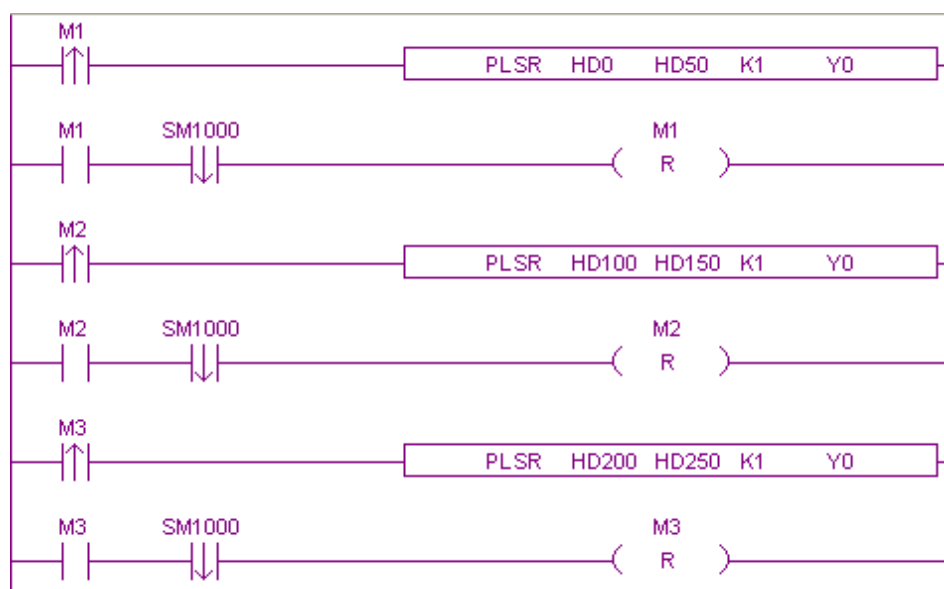 M1
PLSR HD0 HD50 K1 Y0
M1 SM1000 M1
R
M2
PLSR HD100 HD150 K1 Y0
M2 SM1000 M2
R
M3
PLSR HD200 HD250 K1 Y0
M3 SM1000 M3
R